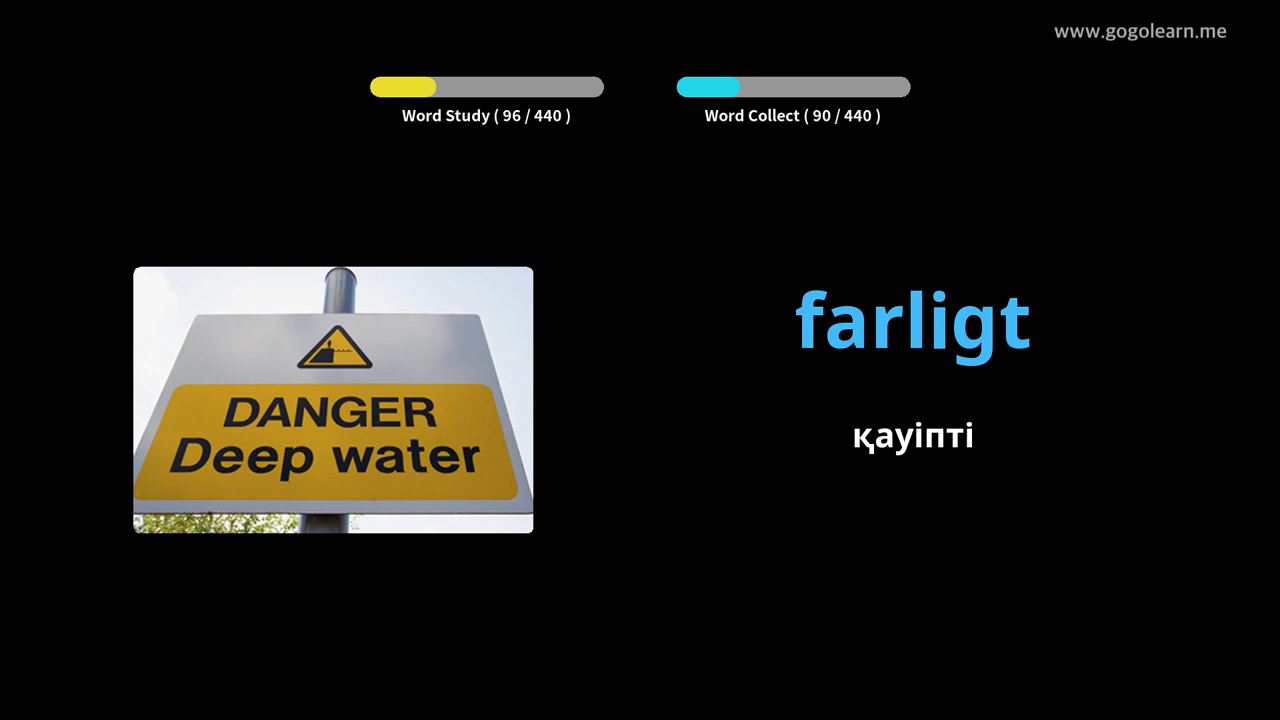 www.gogolearn.me
Word Study ( 96 / 440 )
Word Collect ( 90 / 440 )
DANGER
Deep water
farligt
қауіпті